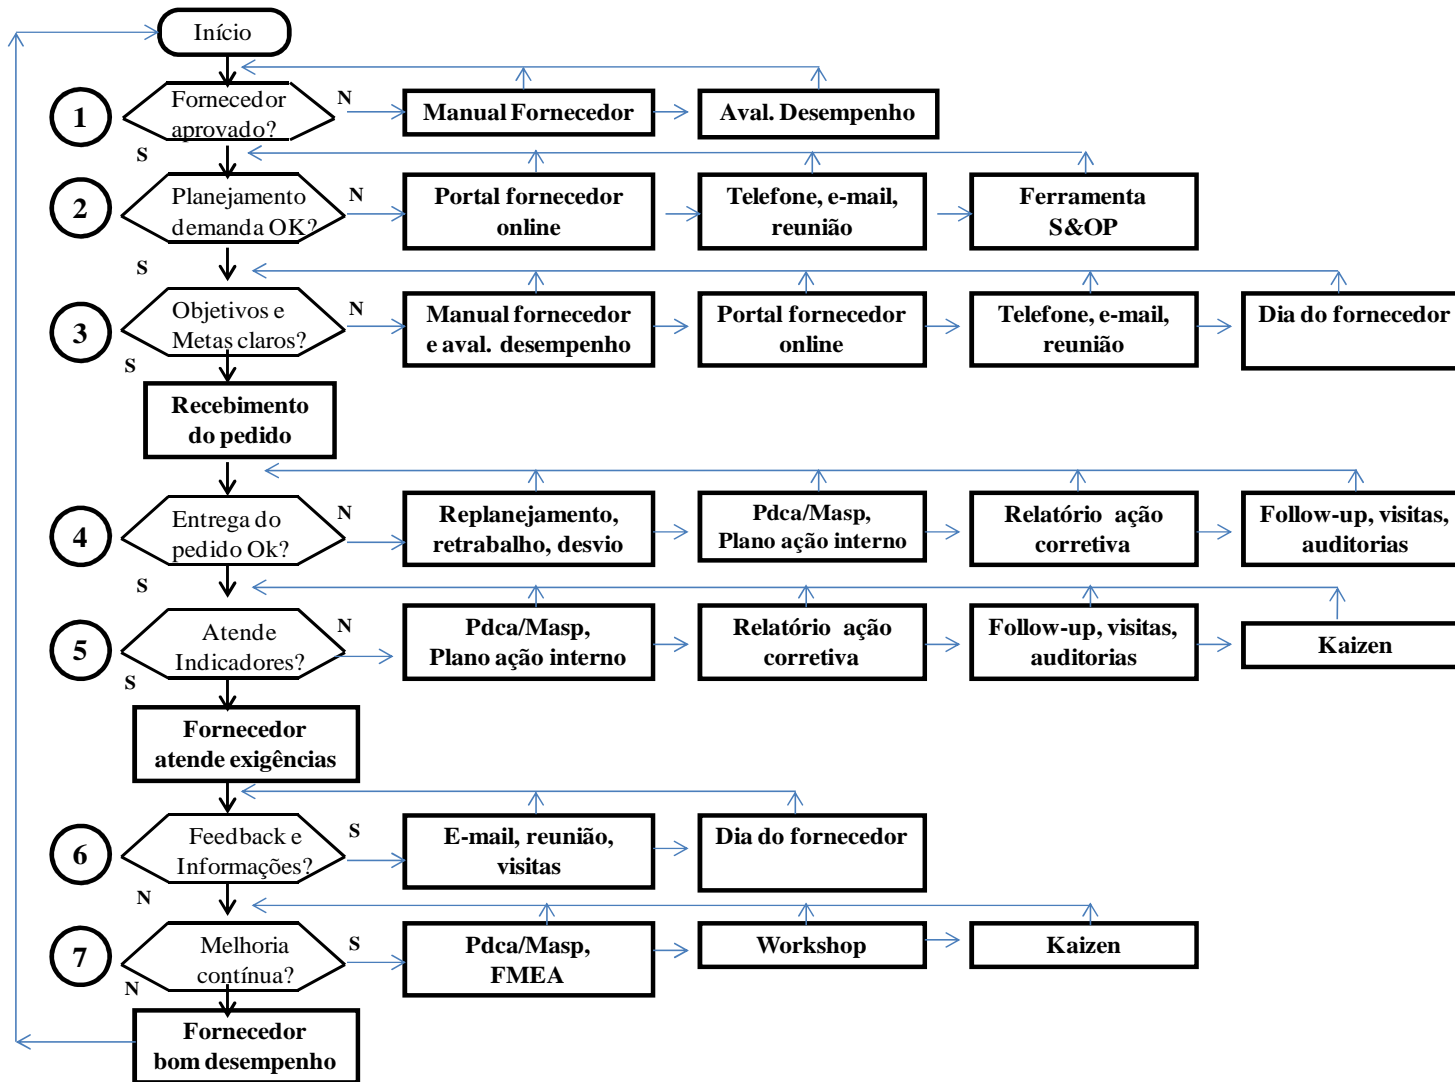 Início
1
Fornecedor
aprovado?
N
Manual Fornecedor
Aval. Desempenho
S
2
Planejamento
demanda OK?
N
Portal fornecedor
online
Telefone, e-mail,
reunião
Ferramenta
S&OP
S
3
Objetivos e
Metas claros?
N
Manual fornecedor
e aval. desempenho
Portal fornecedor
online
Telefone, e-mail,
reunião
Dia do fornecedor
S
Recebimento
do pedido
4
Entrega do
pedido Ok?
N
Replanejamento,
retrabalho, desvio
Pdca/Masp,
Plano ação interno
Relatório ação
corretiva
Follow-up, visitas,
auditorias
S
5
Atende
Indicadores?
N
Pdca/Masp,
Plano ação interno
Relatório ação
corretiva
Follow-up, visitas,
auditorias
Kaizen
S
Fornecedor
atende exigências
6
Feedback e
Informações?
S
E-mail, reunião,
visitas
Dia do fornecedor
N
7
Melhoria
contínua?
S
Pdca/Masp,
FMEA
Workshop
Kaizen
N
Fornecedor
bom desempenho